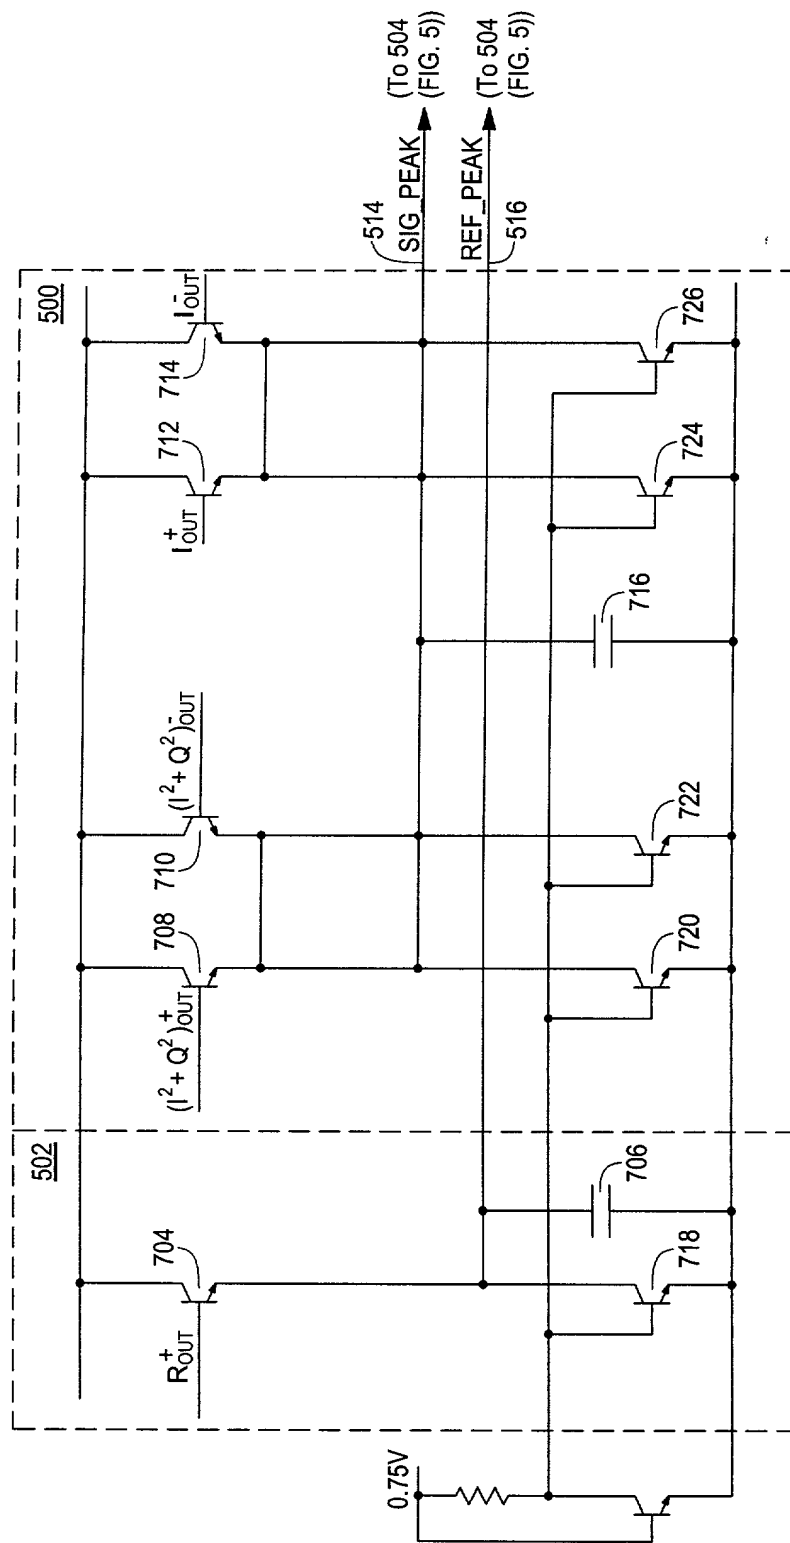 (To 504
(FIG. 5))
(To 504
(FIG. 5))
514
SIG_PEAK
REF_PEAK
516
500
I⁻OUT
714
726
712
I⁺OUT
724
716
(I² + Q²)⁻OUT
710
722
708
(I² + Q²)⁺OUT
720
502
706
704
R⁺OUT
718
0.75V